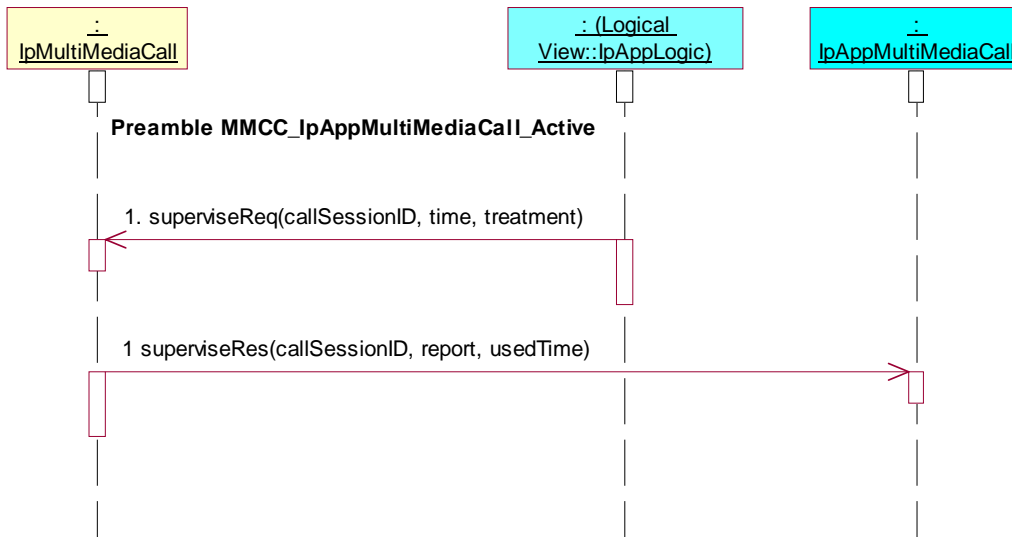 :
IpMultiMediaCall
: (Logical
View::IpAppLogic)
:
IpAppMultiMediaCall
Preamble MMCC_IpAppMultiMediaCall_Active
1. superviseReq(callSessionID, time, treatment)
1 superviseRes(callSessionID, report, usedTime)